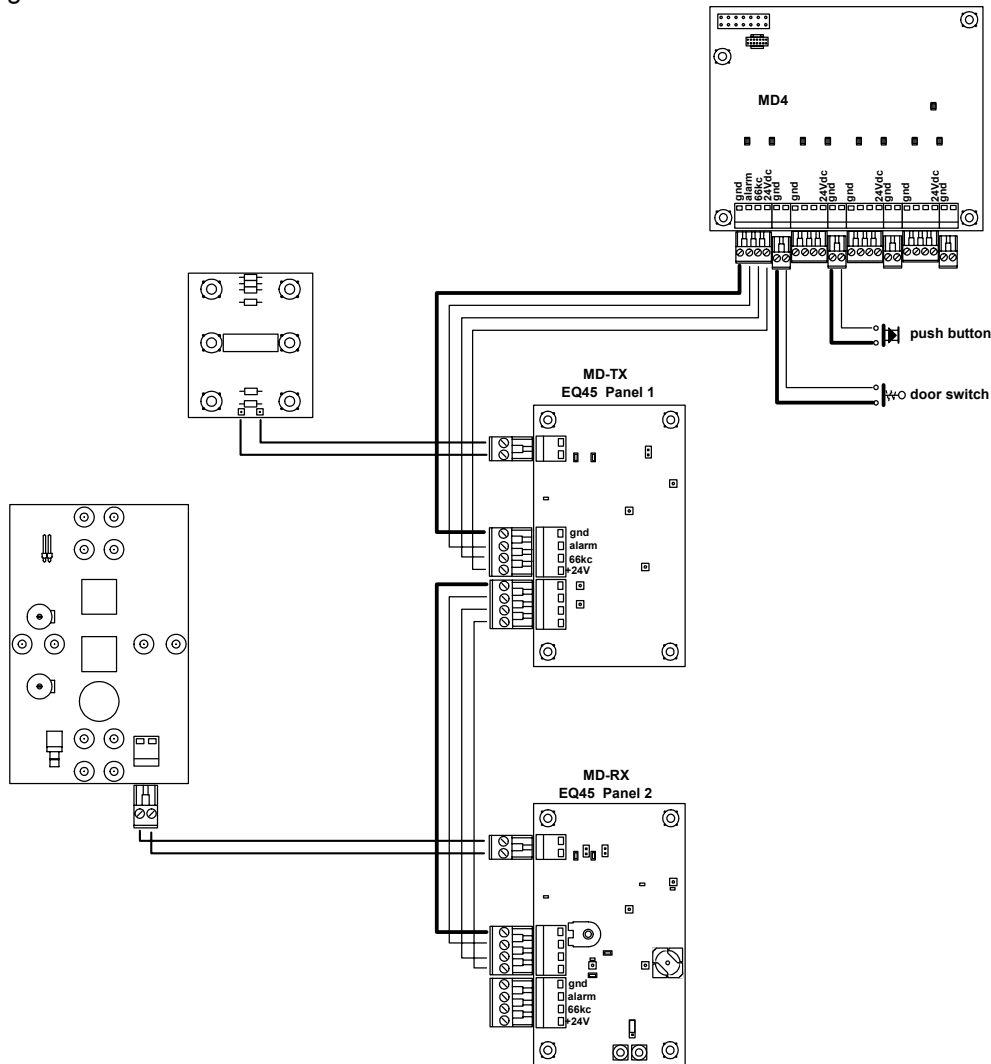 g
MD4
gnd
alarm
66kc
24Vdc
gnd
gnd
24Vdc
gnd
gnd
24Vdc
gnd
gnd
24Vdc
gnd
push button
door switch
MD-TX
EQ45 Panel 1
gnd
alarm
66kc
+24V
MD-RX
EQ45 Panel 2
gnd
alarm
66kc
+24V